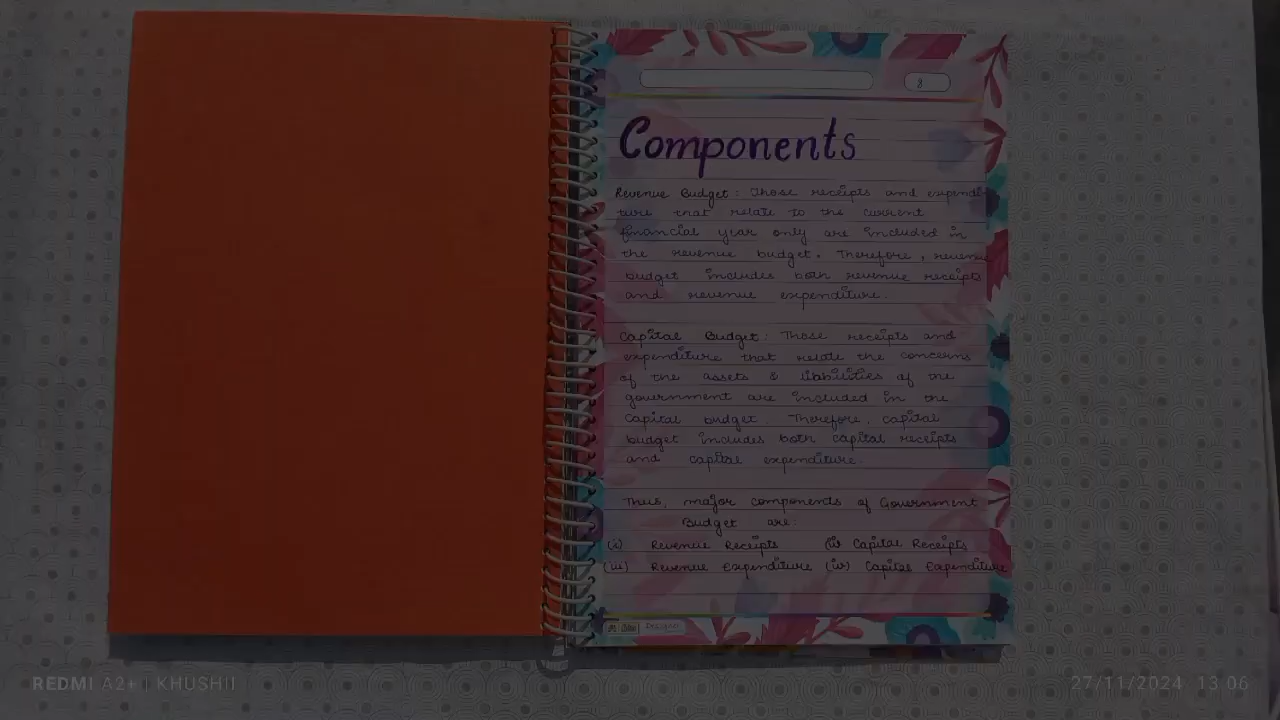 8
Components
Revenue Budget : Those receipts and expendi-
ture that relate to the current
financial year only are included in
the revenue budget. Therefore, revenue
budget includes both revenue receipts
and revenue expenditure.
Capital Budget : Those receipts and
expenditure that relate the concerns
of the assets & liabilities of the
government are included in the
Capital budget. Therefore, capital
budget includes both capital receipts
and capital expenditure.
Thus, major components of Government
Budget are:
(i) Revenue Receipts (ii) Capital Receipts
(iii) Revenue Expenditure (iv) Capital Expenditure
REDMI A2+ | KHUSHII
27/11/2024 13:06